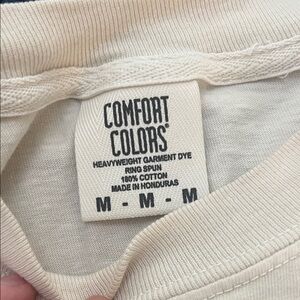 COMFORT
COLORS®
HEAVYWEIGHT GARMENT DYE
RING SPUN
100% COTTON
MADE IN HONDURAS
M - M - M